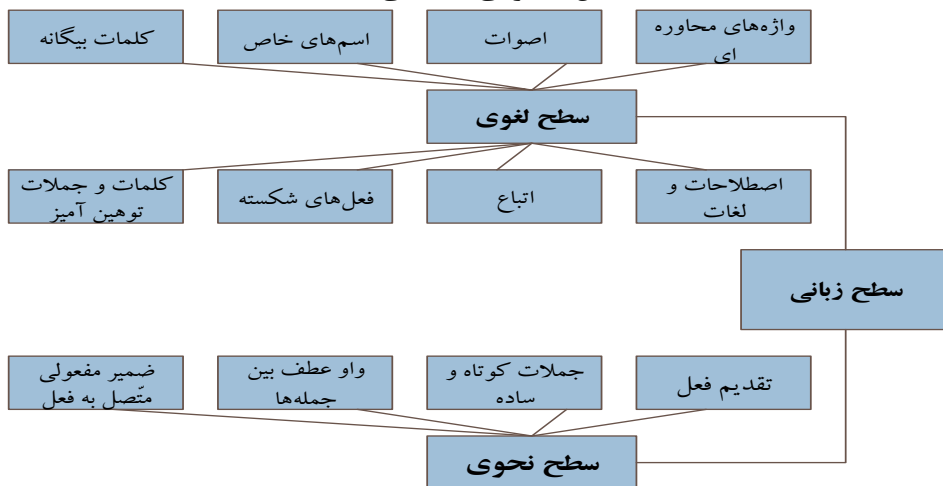 واژه‌های محاوره
ای
اصوات
اسم‌های خاص
کلمات بیگانه
سطح لغوی
اصطلاحات و
لغات
اتباع
فعل‌های شکسته
کلمات و جملات
توهین آمیز
سطح زبانی
تقدیم فعل
جملات کوتاه و
ساده
واو عطف بین
جمله‌ها
ضمیر مفعولی
متّصل به فعل
سطح نحوی